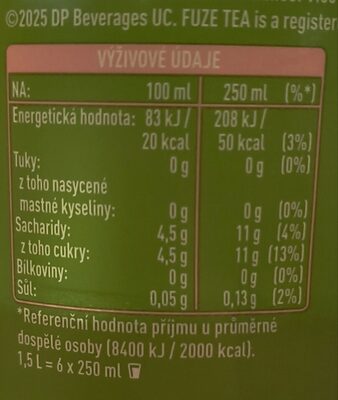 ©2025 DP Beverages UC. FUZE TEA is a register
VÝŽIVOVÉ ÚDAJE
NA: 100 ml 250 ml (%*)
Energetická hodnota: 83 kJ / 208 kJ /
20 kcal 50 kcal (3%)
Tuky: 0 g 0 g (0%)
z toho nasycené
mastné kyseliny: 0 g 0 g (0%)
Sacharidy: 4,5 g 11 g (4%)
z toho cukry: 4,5 g 11 g (13%)
Bílkoviny: 0 g 0 g (0%)
Sůl: 0,05 g 0,13 g (2%)
*Referenční hodnota příjmu u průměrné
dospělé osoby (8400 kJ / 2000 kcal).
1,5 L = 6 x 250 ml